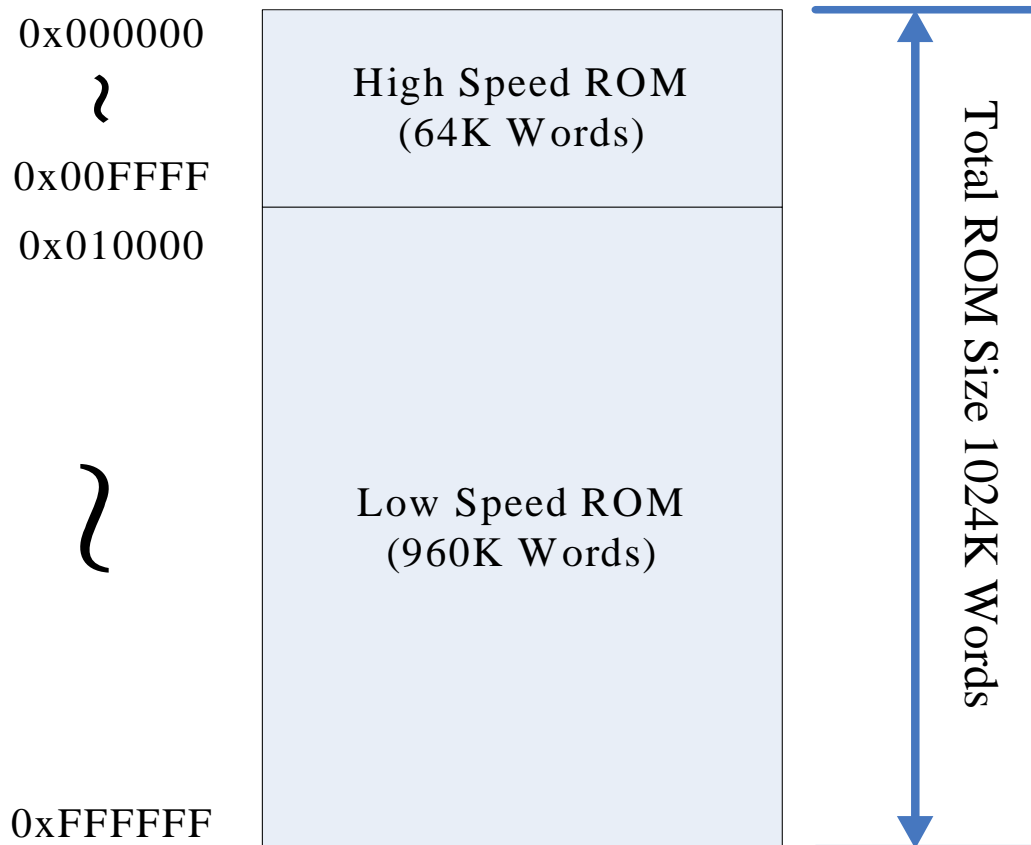 0x000000
~
0x00FFFF
0x010000
~
0xFFFFFF
High Speed ROM
(64K Words)
Low Speed ROM
(960K Words)
Total ROM Size 1024K Words